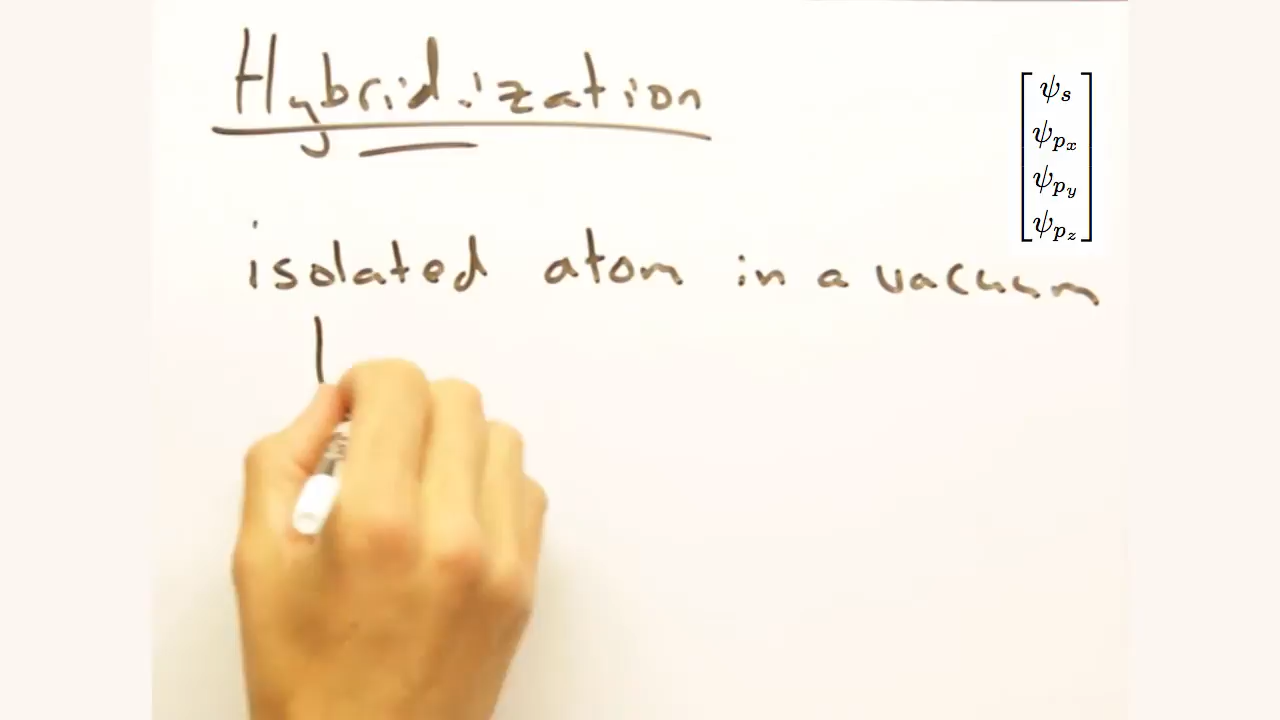 Hybridization
ψs
ψpx
ψpy
ψpz
isolated atom in a vacuum